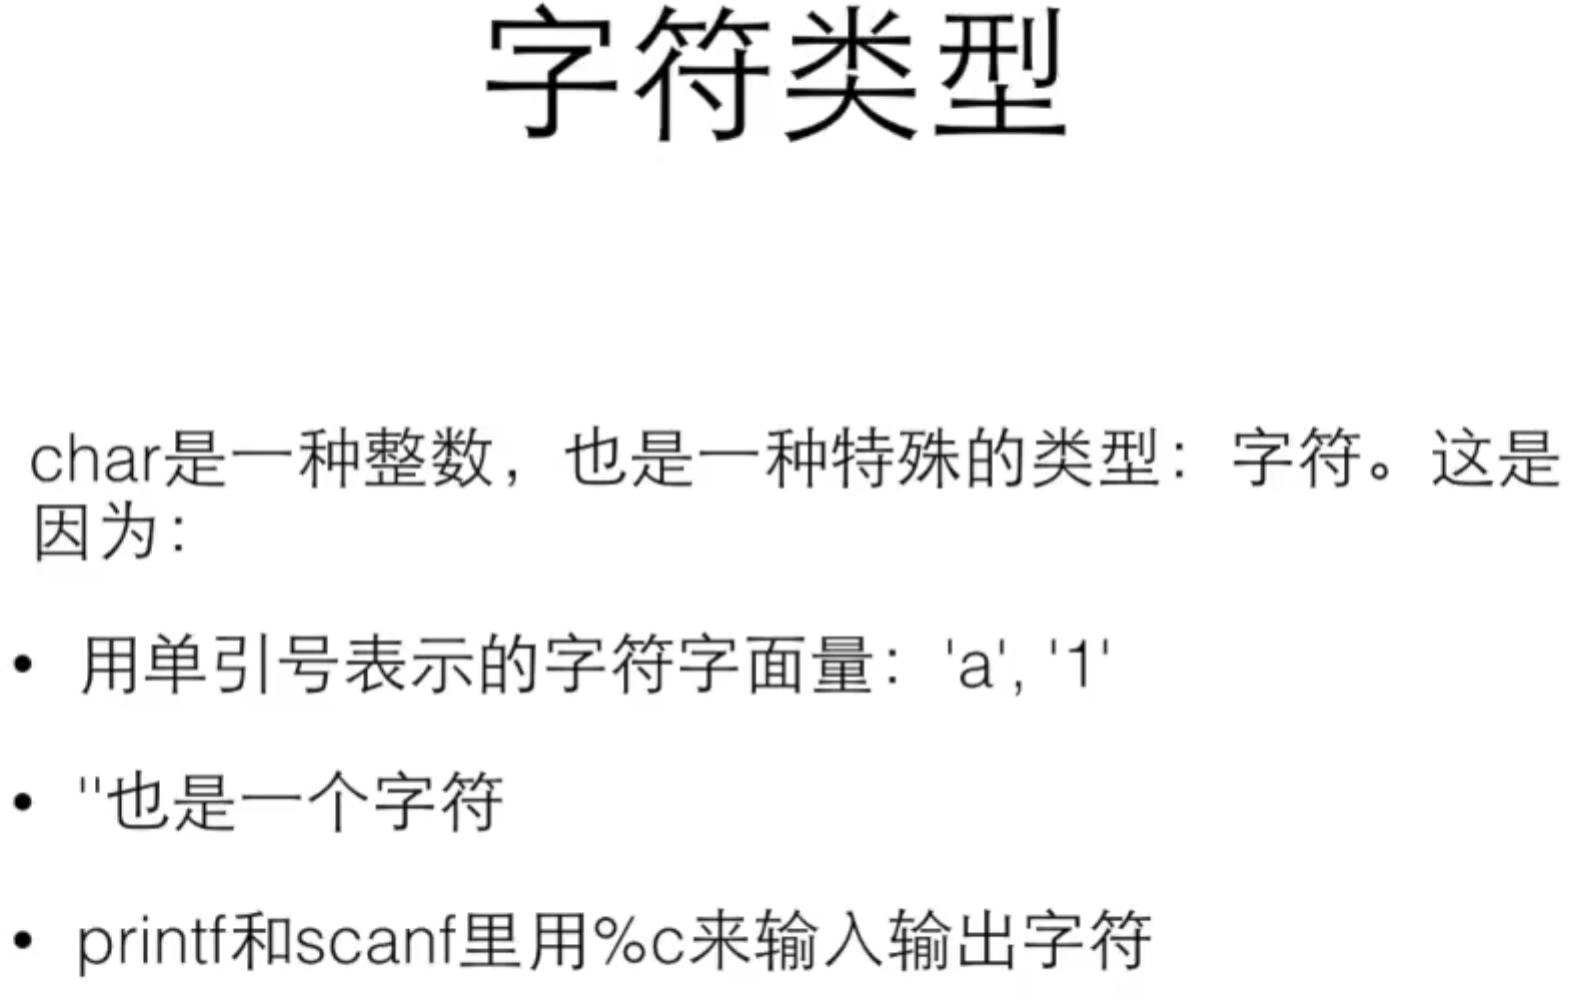 字符类型
char是一种整数，也是一种特殊的类型：字符。这是
因为：
• 用单引号表示的字符字面量：'a', '1'
• ''也是一个字符
• printf和scanf里用%c来输入输出字符